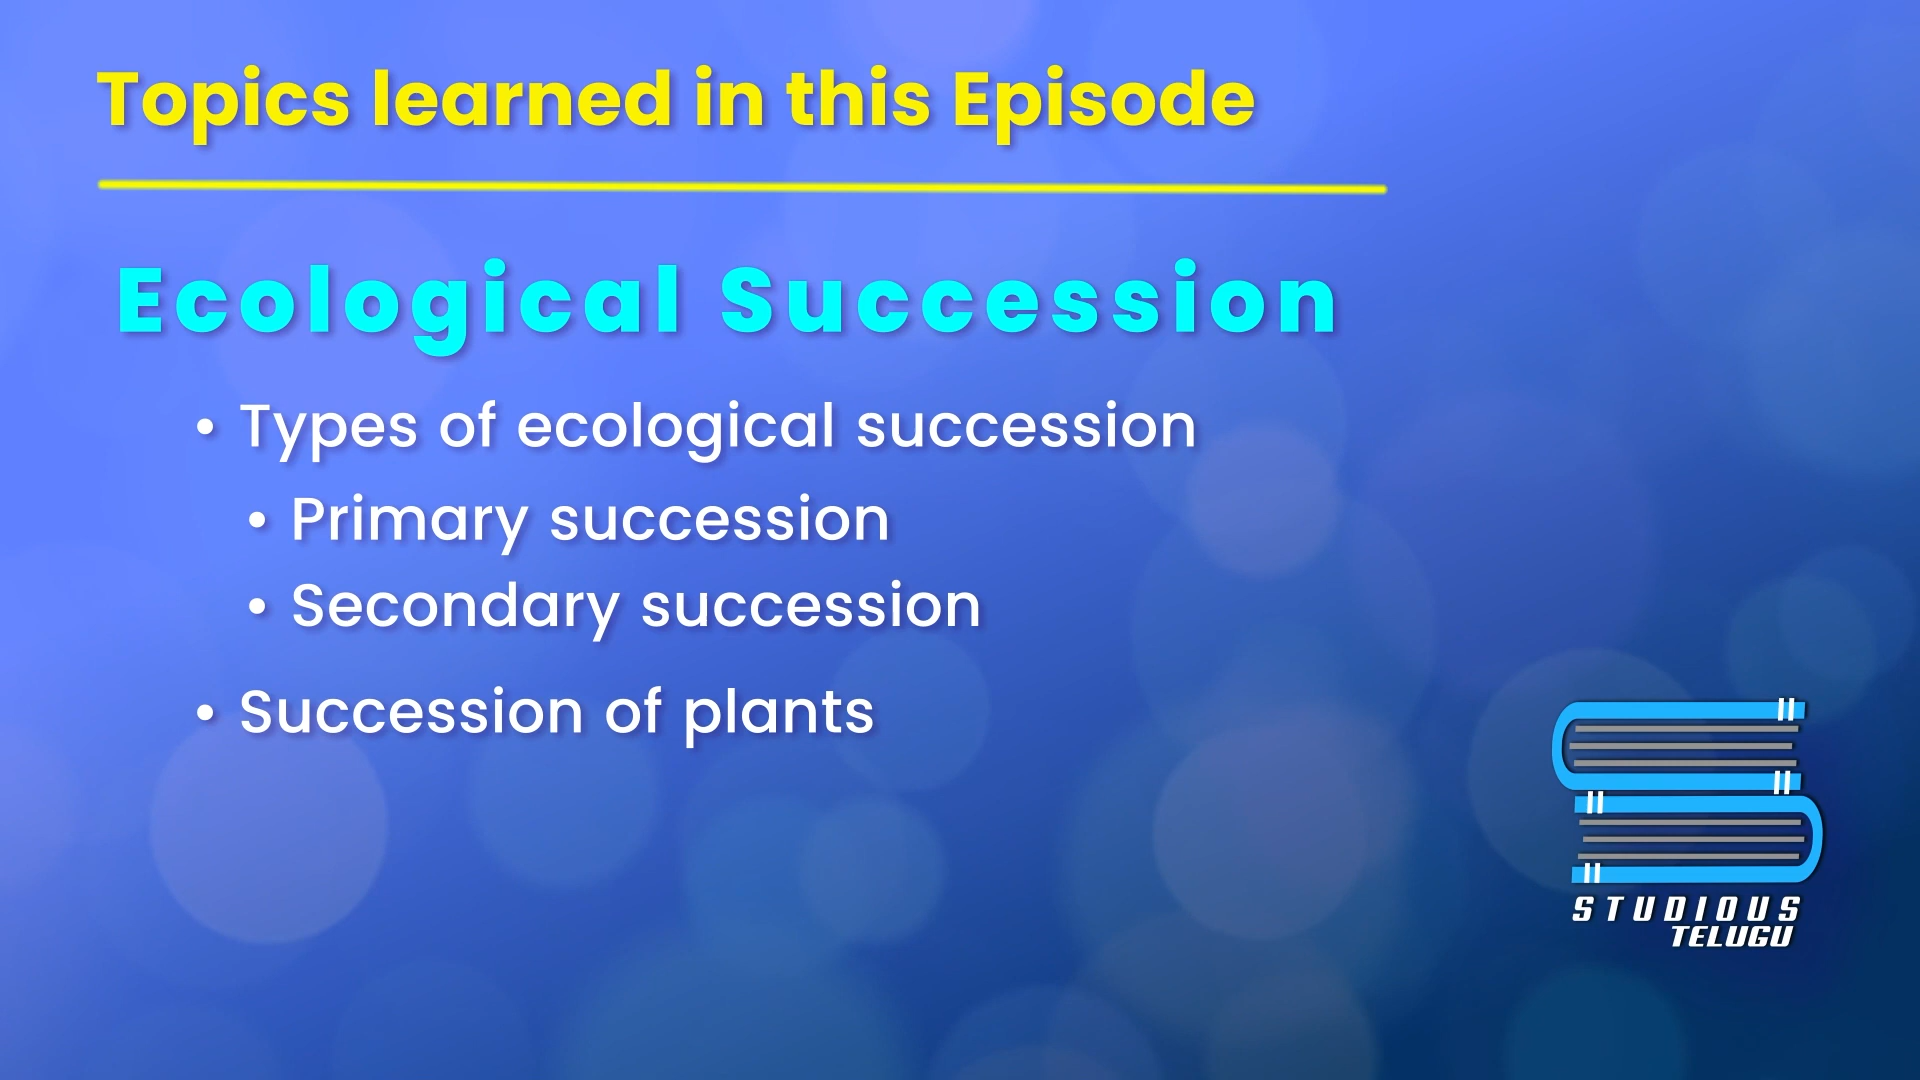 Topics learned in this Episode
Ecological Succession
• Types of ecological succession
• Primary succession
• Secondary succession
• Succession of plants
STUDIOUS
TELUGU